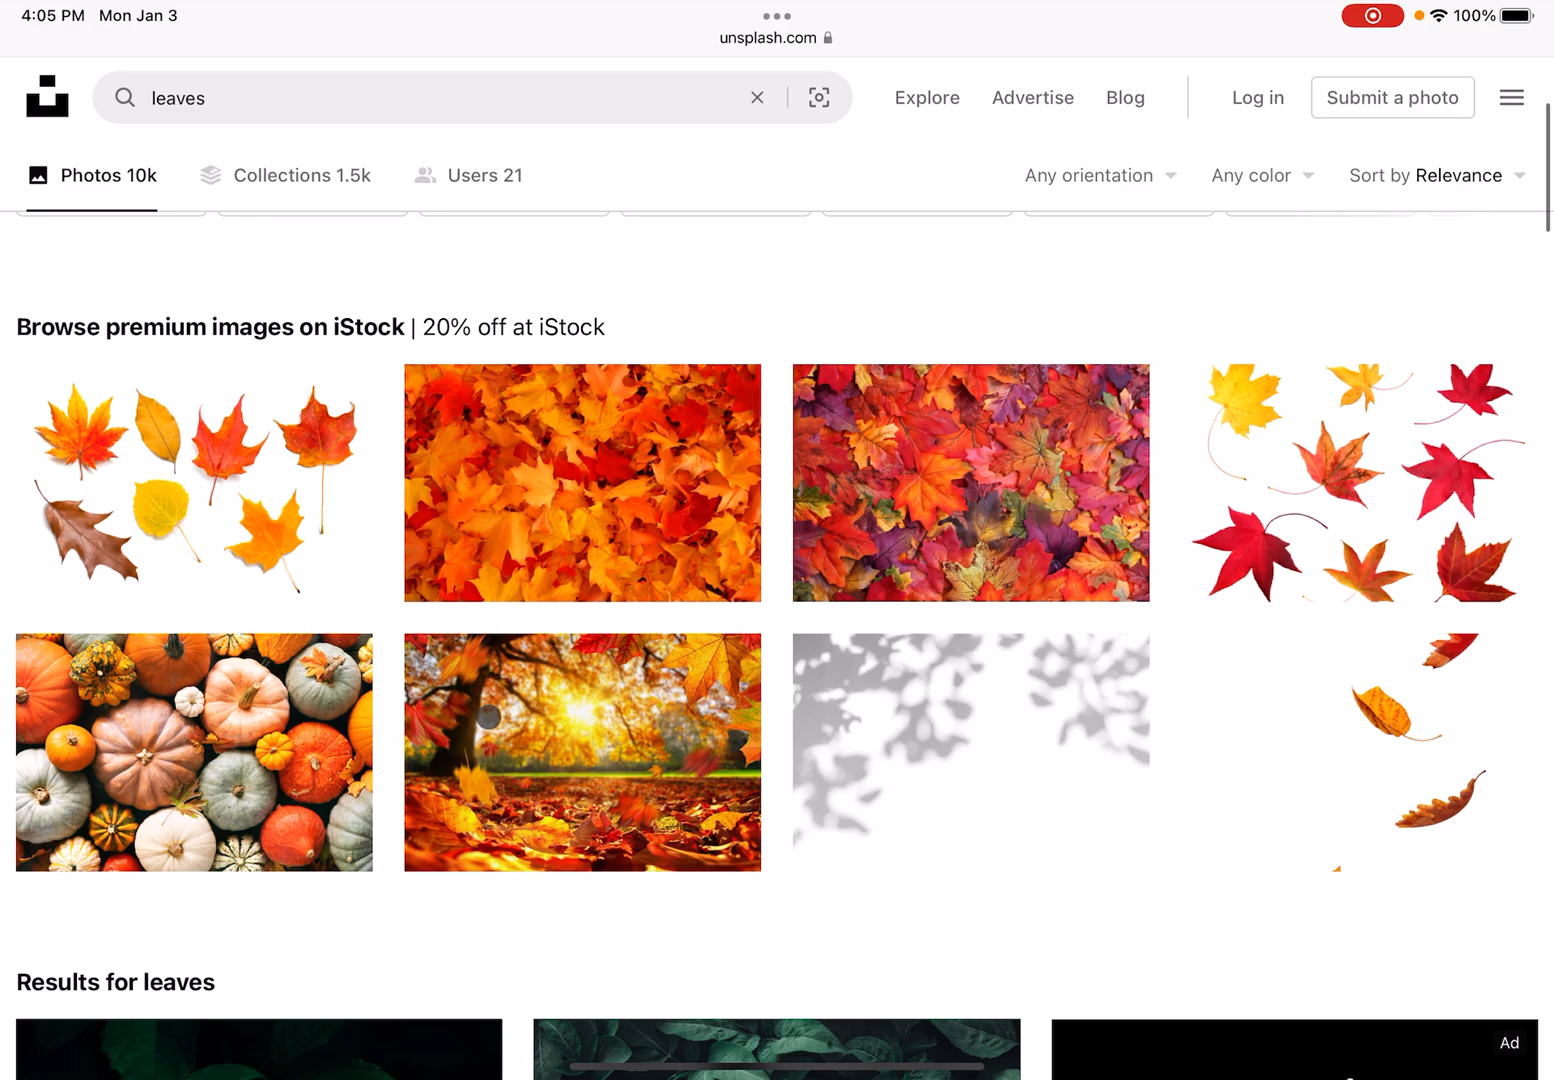 4:05 PM Mon Jan 3
100%
unsplash.com
leaves
Explore Advertise Blog Log in Submit a photo
Photos 10k Collections 1.5k Users 21 Any orientation Any color Sort by Relevance
Browse premium images on iStock | 20% off at iStock
Results for leaves
Ad